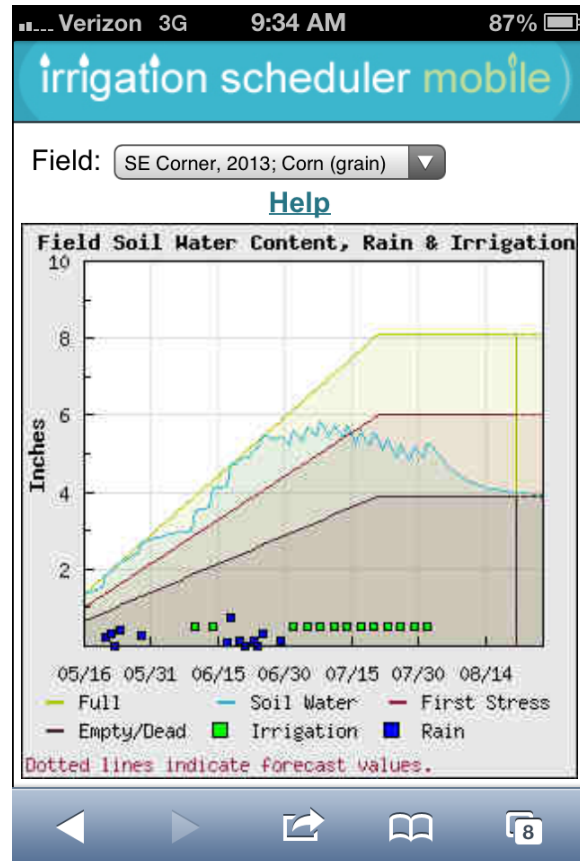 Verizon 3G 9:34 AM 87%
irrigation scheduler mobile
Field: SE Corner, 2013; Corn (grain)
Help
Field Soil Water Content, Rain & Irrigation
10
8
6
4
2
Inches
05/16 05/31 06/15 06/30 07/15 07/30 08/14
Full Soil Water First Stress
Empty/Dead Irrigation Rain
Dotted lines indicate forecast values.
8